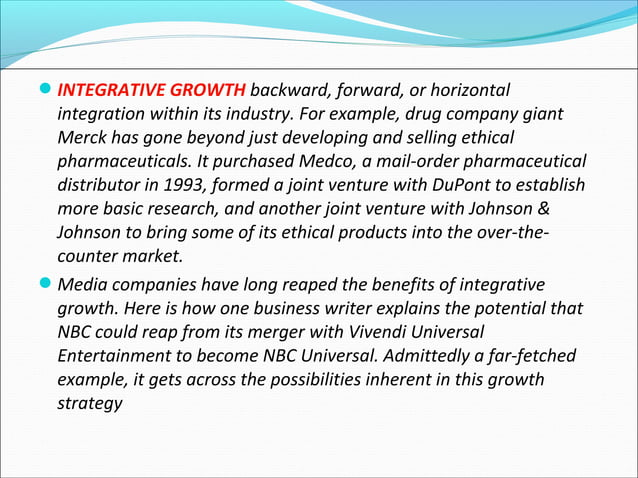 INTEGRATIVE GROWTH backward, forward, or horizontal
integration within its industry. For example, drug company giant
Merck has gone beyond just developing and selling ethical
pharmaceuticals. It purchased Medco, a mail-order pharmaceutical
distributor in 1993, formed a joint venture with DuPont to establish
more basic research, and another joint venture with Johnson &
Johnson to bring some of its ethical products into the over-the-
counter market.
Media companies have long reaped the benefits of integrative
growth. Here is how one business writer explains the potential that
NBC could reap from its merger with Vivendi Universal
Entertainment to become NBC Universal. Admittedly a far-fetched
example, it gets across the possibilities inherent in this growth
strategy